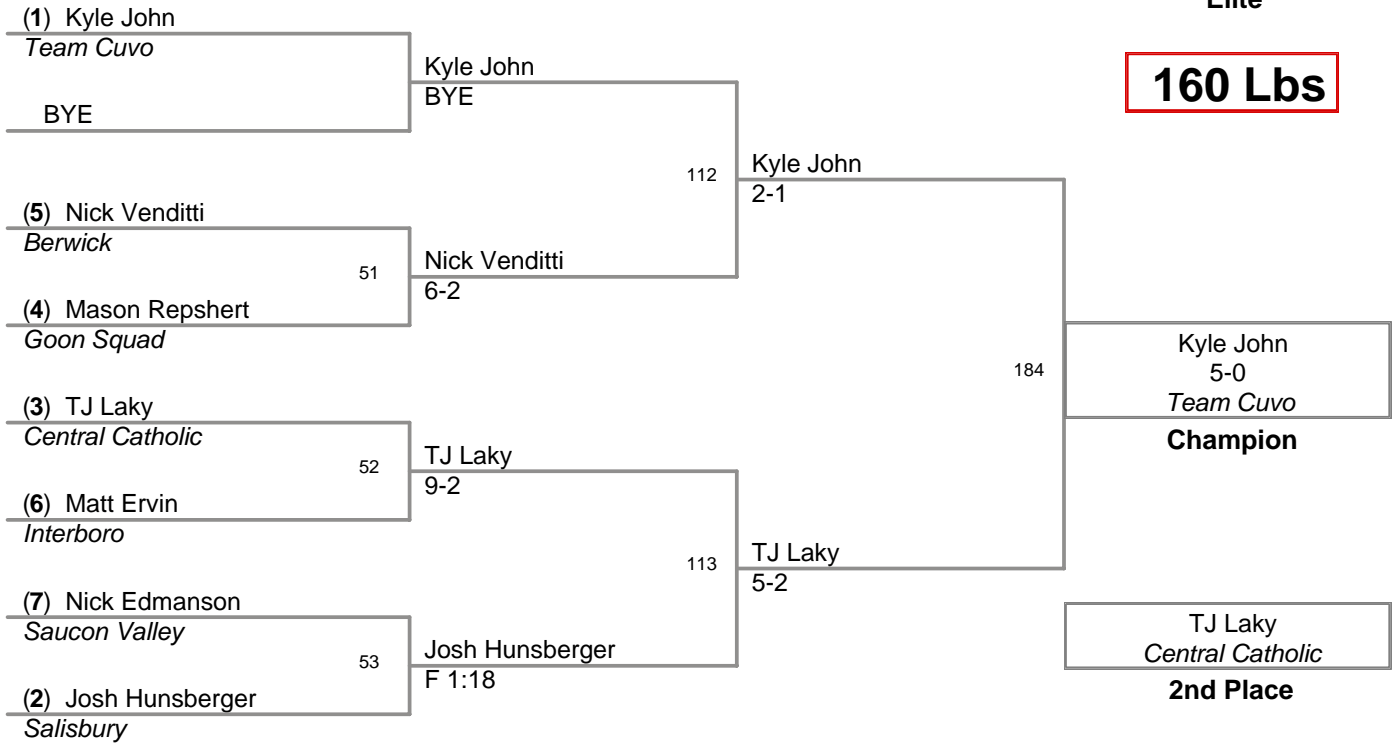 Elite
160 Lbs
(1) Kyle John
Team Cuvo
BYE
(5) Nick Venditti
Berwick
51
(4) Mason Repshert
Goon Squad
(3) TJ Laky
Central Catholic
52
(6) Matt Ervin
Interboro
(7) Nick Edmanson
Saucon Valley
53
(2) Josh Hunsberger
Salisbury
Kyle John
BYE
112
Nick Venditti
6-2
TJ Laky
9-2
113
Josh Hunsberger
F 1:18
Kyle John
2-1
184
TJ Laky
5-2
Kyle John
5-0
Team Cuvo
Champion
TJ Laky
Central Catholic
2nd Place